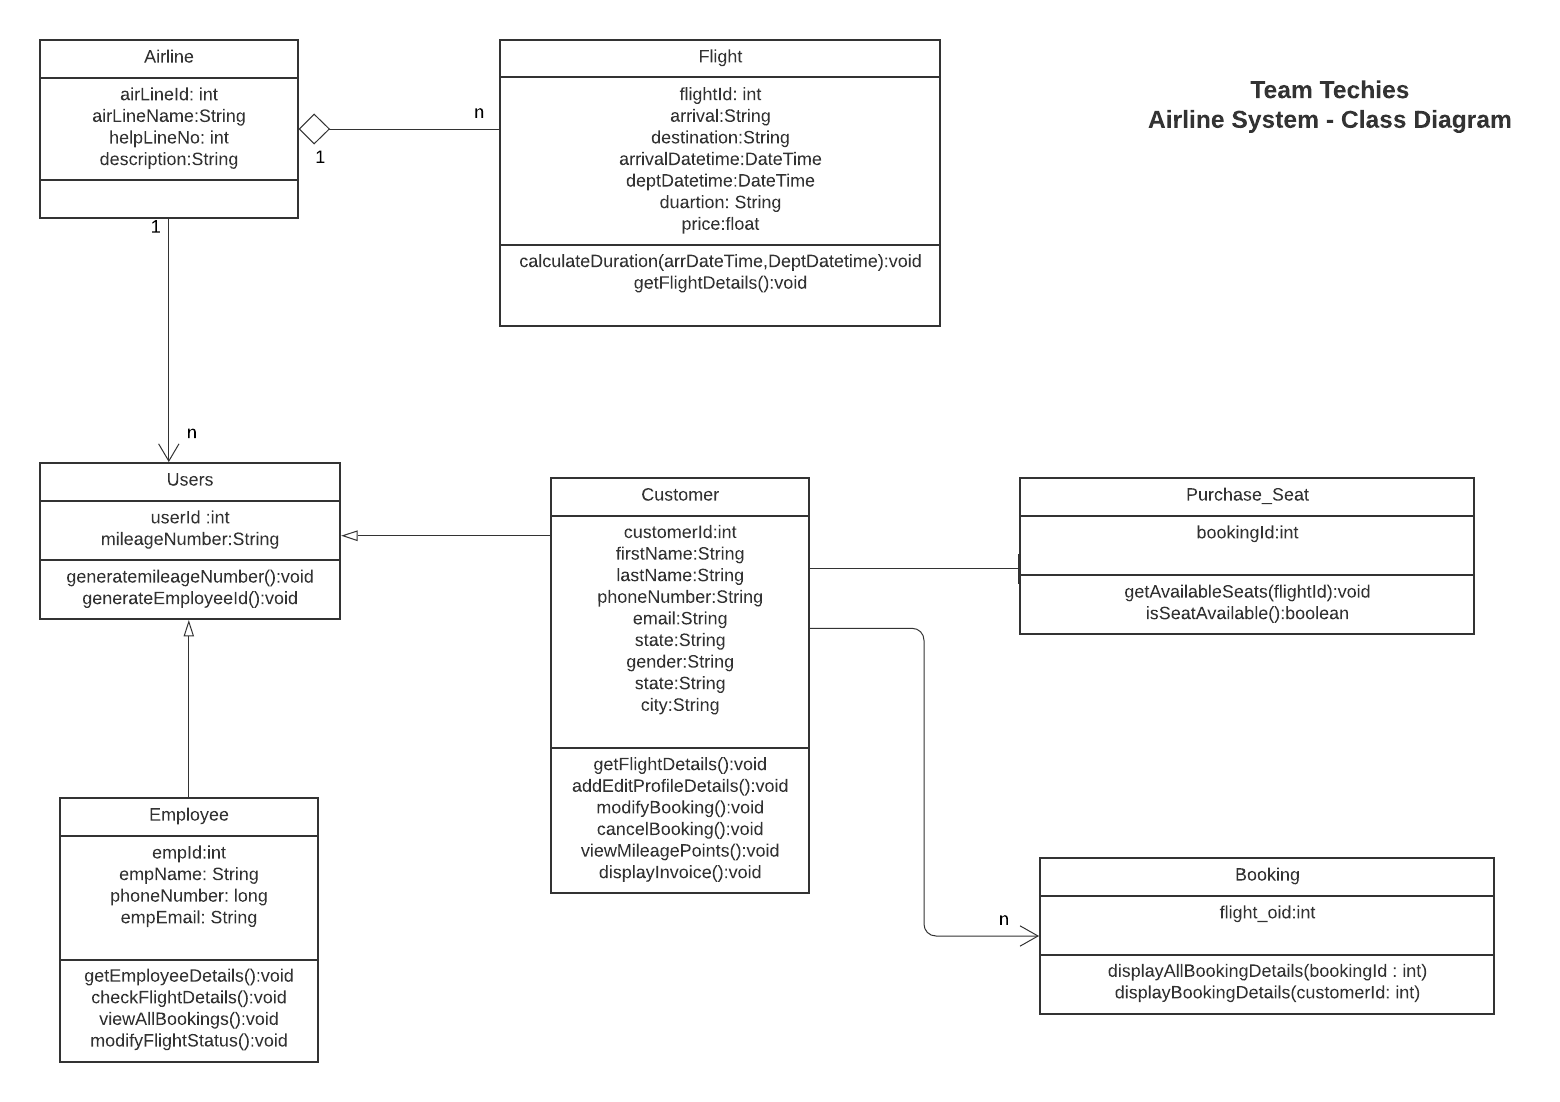 Team Techies
Airline System - Class Diagram
Airline
airLineId: int
airLineName:String
helpLineNo: int
description:String
1
n
1
Flight
flightId: int
arrival:String
destination:String
arrivalDatetime:DateTime
deptDatetime:DateTime
duartion: String
price:float
calculateDuration(arrDateTime,DeptDatetime):void
getFlightDetails():void
n
Users
userId :int
mileageNumber:String
generatemileageNumber():void
generateEmployeeId():void
Customer
customerId:int
firstName:String
lastName:String
phoneNumber:String
email:String
state:String
gender:String
state:String
city:String
getFlightDetails():void
addEditProfileDetails():void
modifyBooking():void
cancelBooking():void
viewMileagePoints():void
displayInvoice():void
Purchase_Seat
bookingId:int
getAvailableSeats(flightId):void
isSeatAvailable():boolean
Employee
empId:int
empName: String
phoneNumber: long
empEmail: String
getEmployeeDetails():void
checkFlightDetails():void
viewAllBookings():void
modifyFlightStatus():void
n
Booking
flight_oid:int
displayAllBookingDetails(bookingId : int)
displayBookingDetails(customerId: int)